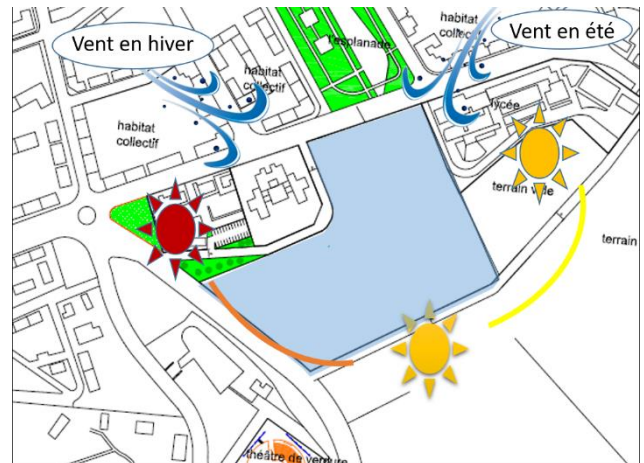 Vent en hiver
Vent en été
l'esplanade
habitat
collectif
habitat
collectif
habitat
collectif
lycée
terrain vide
terrain
théâtre de verdure